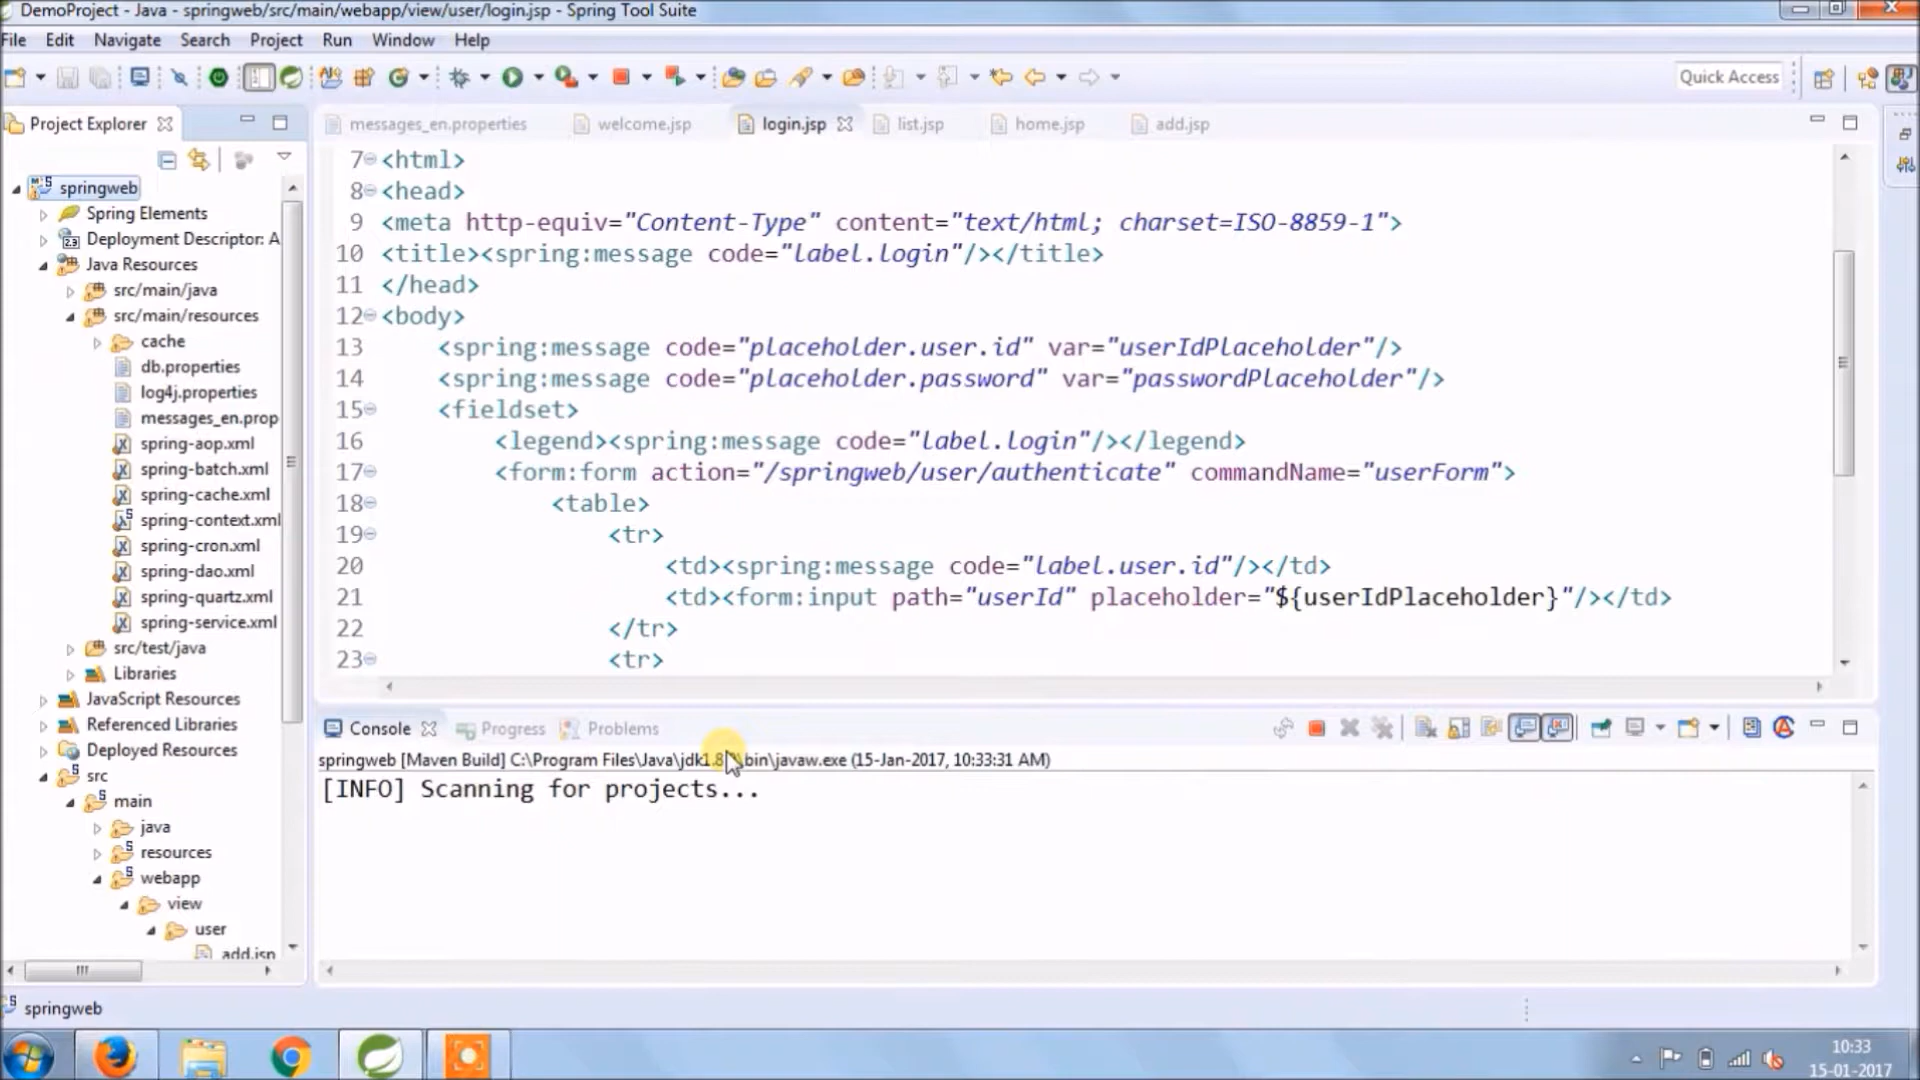 DemoProject - Java - springweb/src/main/webapp/view/user/login.jsp - Spring Tool Suite
File Edit Navigate Search Project Run Window Help
Quick Access
Project Explorer
messages_en.properties welcome.jsp login.jsp list.jsp home.jsp add.jsp
springweb
Spring Elements
Deployment Descriptor: A
Java Resources
src/main/java
src/main/resources
cache
db.properties
log4j.properties
messages_en.prop
spring-aop.xml
spring-batch.xml
spring-cache.xml
spring-context.xml
spring-cron.xml
spring-dao.xml
spring-quartz.xml
spring-service.xml
src/test/java
Libraries
JavaScript Resources
Referenced Libraries
Deployed Resources
src
main
java
resources
webapp
view
user
add.jsp
7 <html>
8 <head>
9 <meta http-equiv="Content-Type" content="text/html; charset=ISO-8859-1">
10 <title><spring:message code="label.login"/></title>
11 </head>
12 <body>
13 <spring:message code="placeholder.user.id" var="userIdPlaceholder"/>
14 <spring:message code="placeholder.password" var="passwordPlaceholder"/>
15 <fieldset>
16 <legend><spring:message code="label.login"/></legend>
17 <form:form action="/springweb/user/authenticate" commandName="userForm">
18 <table>
19 <tr>
20 <td><spring:message code="label.user.id"/></td>
21 <td><form:input path="userId" placeholder="${userIdPlaceholder}"/></td>
22 </tr>
23 <tr>
Console Progress Problems
springweb [Maven Build] C:\Program Files\Java\jdk1.8 \bin\javaw.exe (15-Jan-2017, 10:33:31 AM)
[INFO] Scanning for projects...
springweb
10:33
15-01-2017